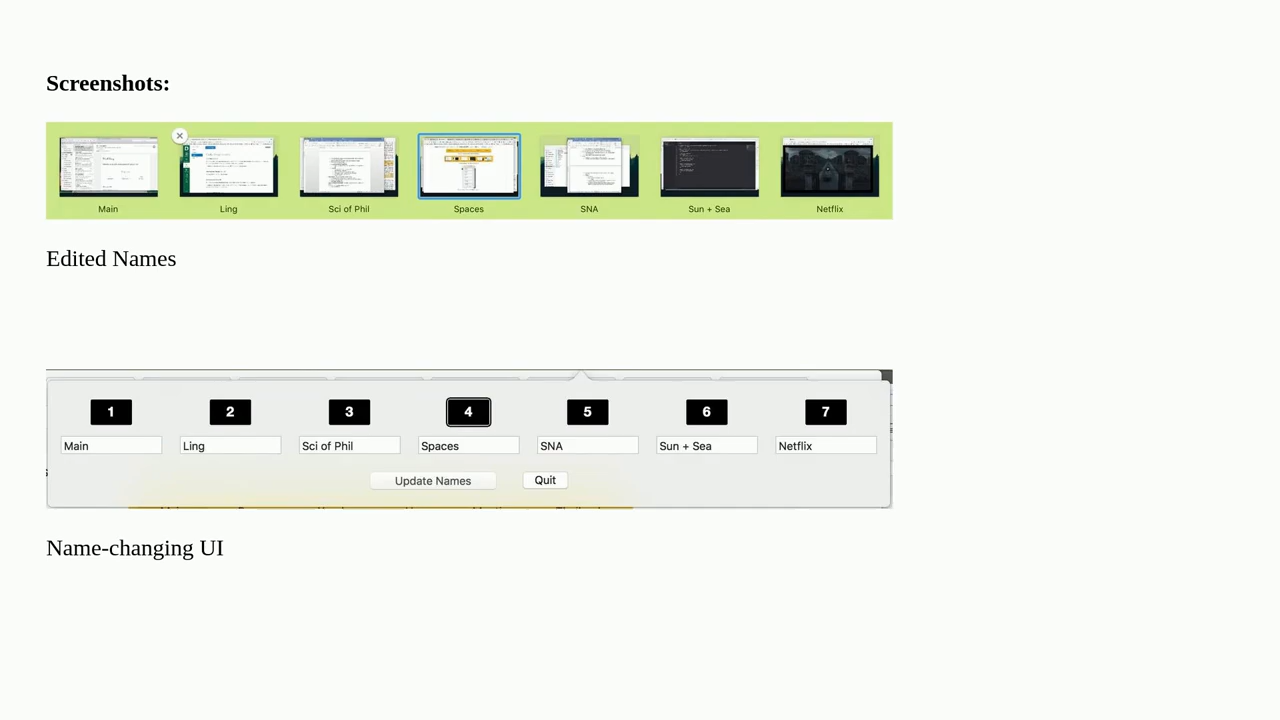 Screenshots:
Main Ling Sci of Phil Spaces SNA Sun + Sea Netflix
Edited Names
1 2 3 4 5 6 7
Main Ling Sci of Phil Spaces SNA Sun + Sea Netflix
Update Names Quit
Name-changing UI